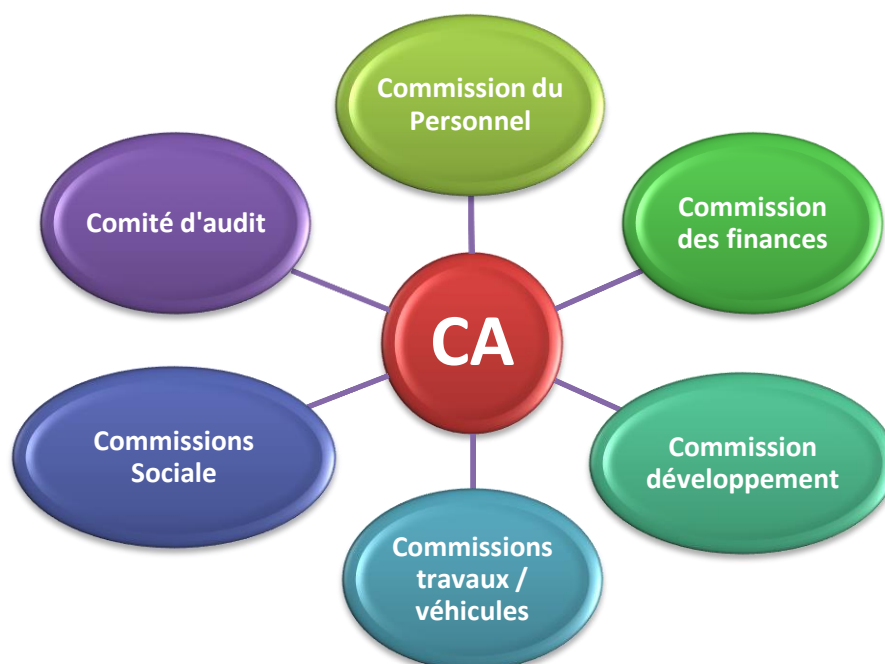 Commission du
Personnel
Comité d'audit
Commission
des finances
CA
Commissions
Sociale
Commission
développement
Commissions
travaux /
véhicules